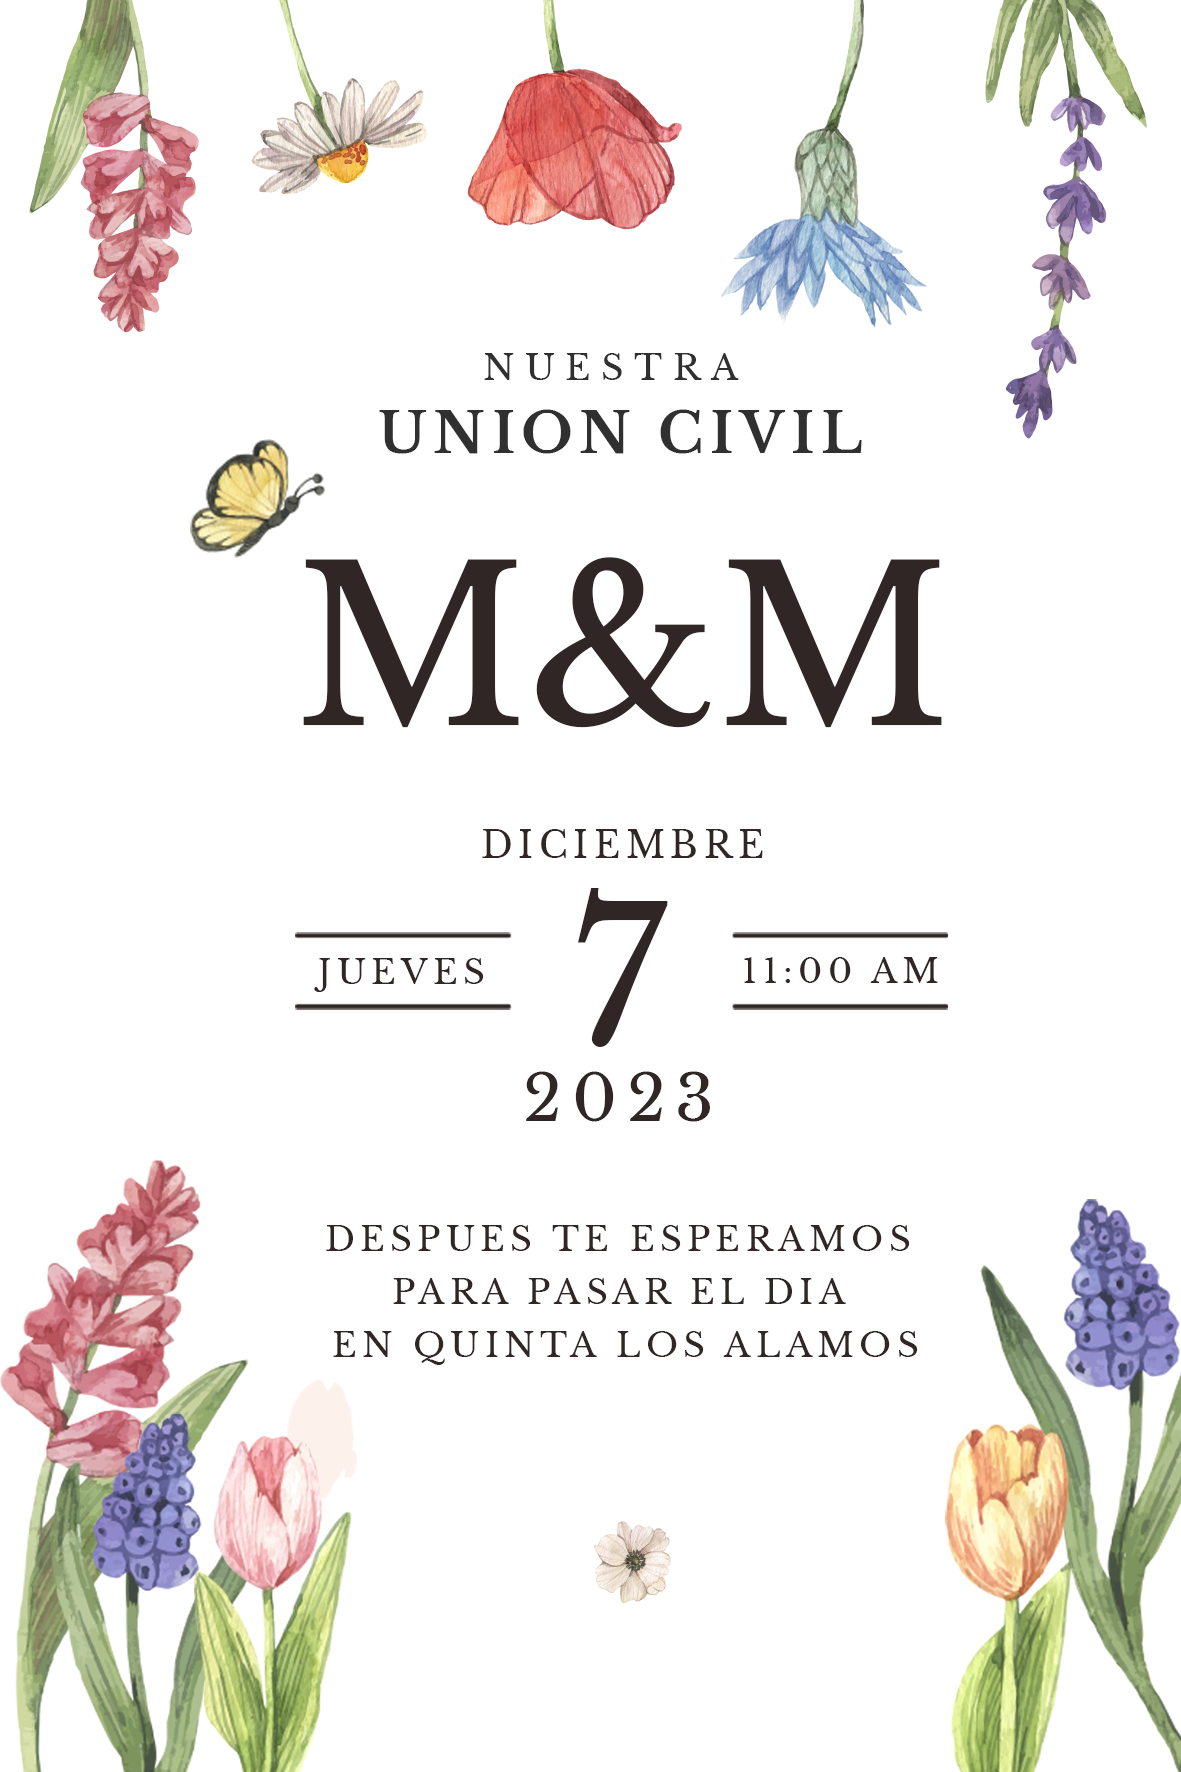 NUESTRA
UNION CIVIL
M&M
DICIEMBRE
7
JUEVES
11:00 AM
2023
DESPUES TE ESPERAMOS
PARA PASAR EL DIA
EN QUINTA LOS ALAMOS